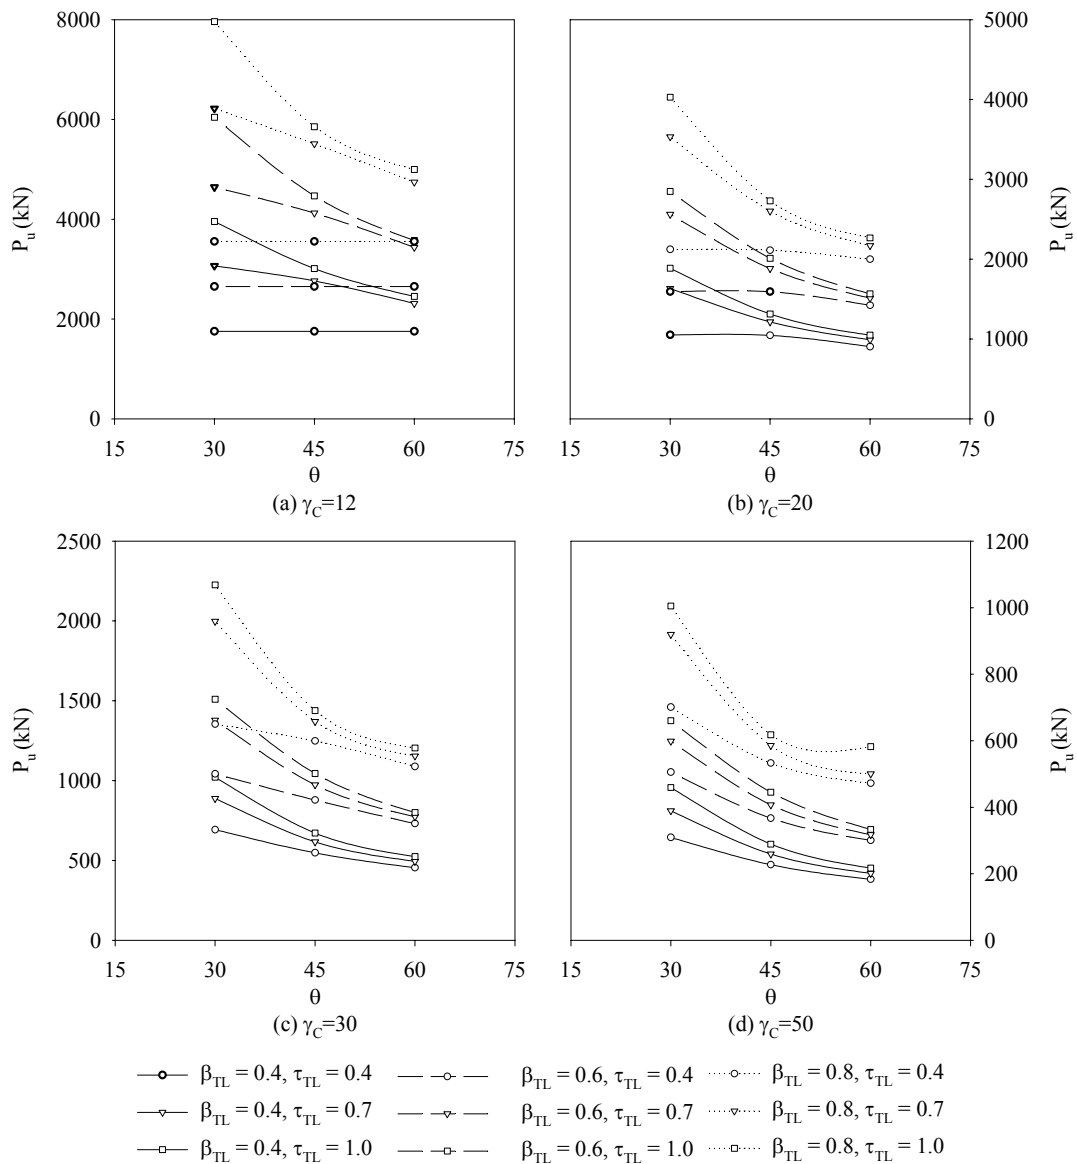 8000
6000
4000
2000
0
P_u (kN)
15 30 45 60 75
θ
(a) γ_C=12
5000
4000
3000
2000
1000
0
P_u (kN)
15 30 45 60 75
θ
(b) γ_C=20
2500
2000
1500
1000
500
0
P_u (kN)
15 30 45 60 75
θ
(c) γ_C=30
1200
1000
800
600
400
200
0
P_u (kN)
15 30 45 60 75
θ
(d) γ_C=50
β_TL = 0.4, τ_TL = 0.4 β_TL = 0.6, τ_TL = 0.4 β_TL = 0.8, τ_TL = 0.4
β_TL = 0.4, τ_TL = 0.7 β_TL = 0.6, τ_TL = 0.7 β_TL = 0.8, τ_TL = 0.7
β_TL = 0.4, τ_TL = 1.0 β_TL = 0.6, τ_TL = 1.0 β_TL = 0.8, τ_TL = 1.0